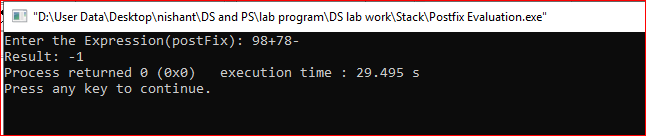 "D:\User Data\Desktop\nishant\DS and PS\lab program\DS lab work\Stack\Postfix Evaluation.exe"
Enter the Expression(postFix): 98+78-
Result: -1
Process returned 0 (0x0)   execution time : 29.495 s
Press any key to continue.